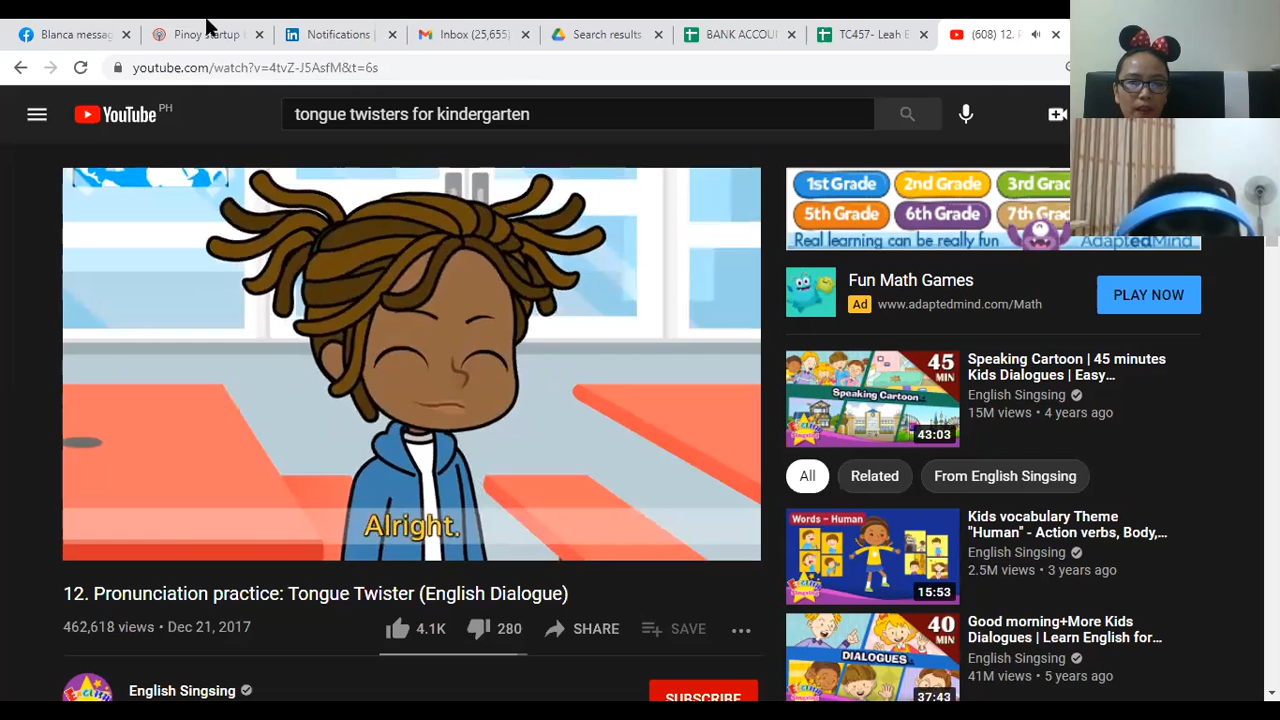 Blanca messag
Pinoy startup
Notifications
Inbox (25,655)
Search results
BANK ACCOU
TC457- Leah E
(608) 12. P
youtube.com/watch?v=4tvZ-J5AsfM&t=6s
YouTube PH
tongue twisters for kindergarten
1st Grade
2nd Grade
3rd Gra
5th Grade
6th Grade
7th Gra
Real learning can be really fun
AdaptedMind
Fun Math Games
Ad www.adaptedmind.com/Math
PLAY NOW
Alright.
12. Pronunciation practice: Tongue Twister (English Dialogue)
462,618 views • Dec 21, 2017
4.1K
280
SHARE
SAVE
English Singsing
SUBSCRIBE
45 MIN
Speaking Cartoon
43:03
Speaking Cartoon | 45 minutes
Kids Dialogues | Easy…
English Singsing
15M views • 4 years ago
All
Related
From English Singsing
Words – Human
15:53
Kids vocabulary Theme
"Human" - Action verbs, Body,…
English Singsing
2.5M views • 3 years ago
40 MIN
DIALOGUES
37:43
Good morning+More Kids
Dialogues | Learn English for…
English Singsing
41M views • 5 years ago